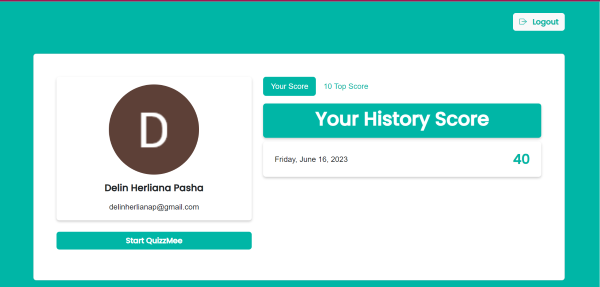 Logout
D
Delin Herliana Pasha
delinherlianap@gmail.com
Start QuizzMee
Your Score
10 Top Score
Your History Score
Friday, June 16, 2023
40